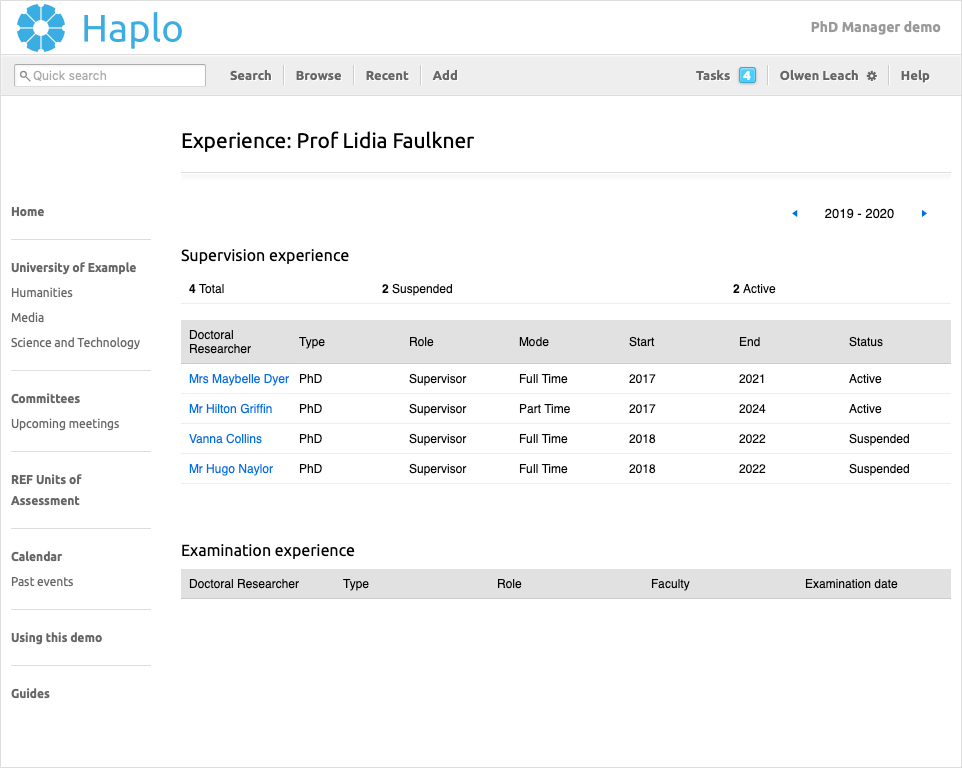 Haplo
PhD Manager demo
Quick search
Search Browse Recent Add
Tasks 4 Olwen Leach Help
Experience: Prof Lidia Faulkner
Home
University of Example
Humanities
Media
Science and Technology
Committees
Upcoming meetings
REF Units of
Assessment
Calendar
Past events
Using this demo
Guides
2019 - 2020
Supervision experience
4 Total 2 Suspended 2 Active
Doctoral
Researcher Type Role Mode Start End Status
Mrs Maybelle Dyer PhD Supervisor Full Time 2017 2021 Active
Mr Hilton Griffin PhD Supervisor Part Time 2017 2024 Active
Vanna Collins PhD Supervisor Full Time 2018 2022 Suspended
Mr Hugo Naylor PhD Supervisor Full Time 2018 2022 Suspended
Examination experience
Doctoral Researcher Type Role Faculty Examination date